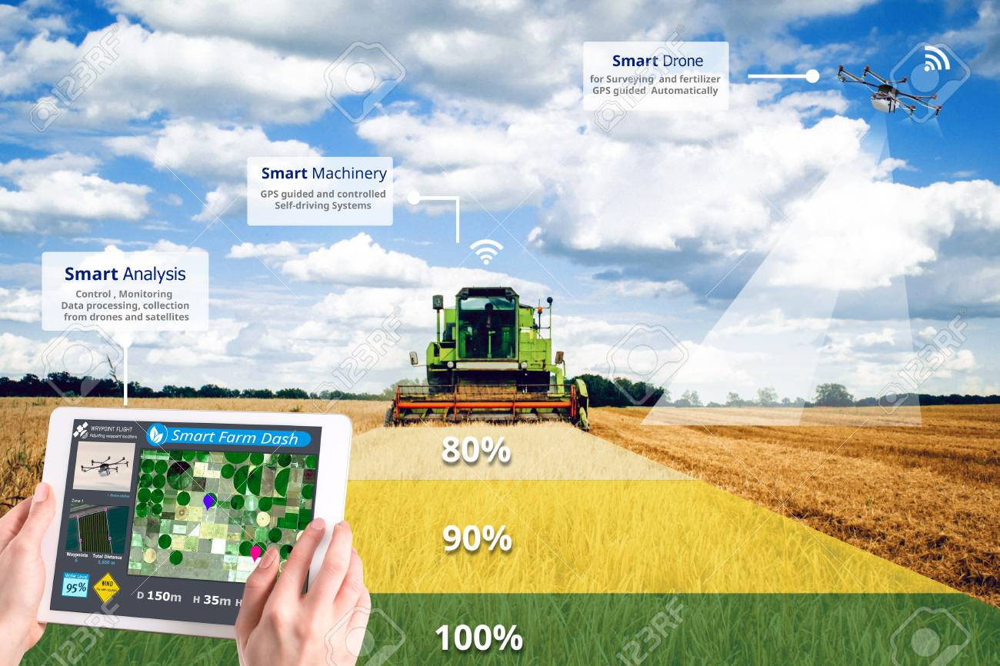 Smart Drone
for Surveying and fertilizer
GPS guided Automatically
Smart Machinery
GPS guided and controlled
Self-driving Systems
Smart Analysis
Control , Monitoring
Data processing, collection
from drones and satellites
WAYPOINT FLIGHT
Adjusting waypoint locations
Smart Farm Dash
Zone 1
Waypoints Total Distance
6
Water Level
95%
WIND
D 150m H 35m H
80%
90%
100%
123RF